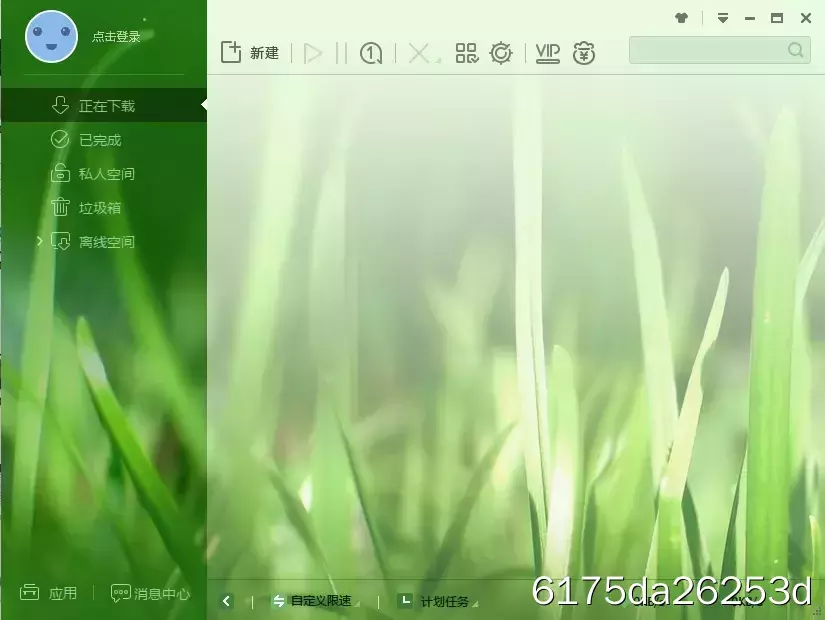 点击登录
新建
VIP
正在下载
已完成
私人空间
垃圾箱
离线空间
应用
消息中心
自定义限速
计划任务
6175da26253d